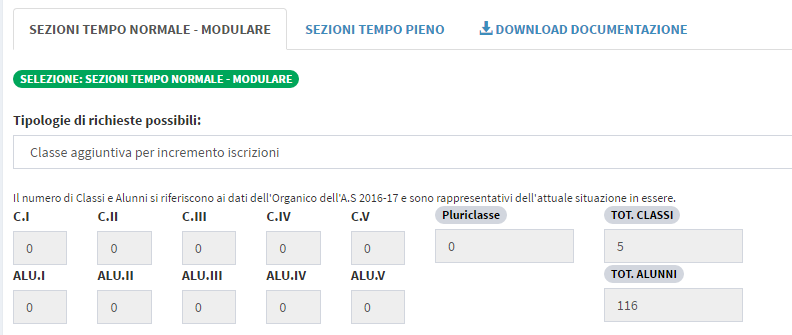 SEZIONI TEMPO NORMALE - MODULARE SEZIONI TEMPO PIENO DOWNLOAD DOCUMENTAZIONE
SELEZIONE: SEZIONI TEMPO NORMALE - MODULARE
Tipologie di richieste possibili:
Classe aggiuntiva per incremento iscrizioni
Il numero di Classi e Alunni si riferiscono ai dati dell'Organico dell'A.S 2016-17 e sono rappresentativi dell'attuale situazione in essere.
C.I C.II C.III C.IV C.V Pluriclasse TOT. CLASSI
0 0 0 0 0 0 5
ALU.I ALU.II ALU.III ALU.IV ALU.V TOT. ALUNNI
0 0 0 0 0 116